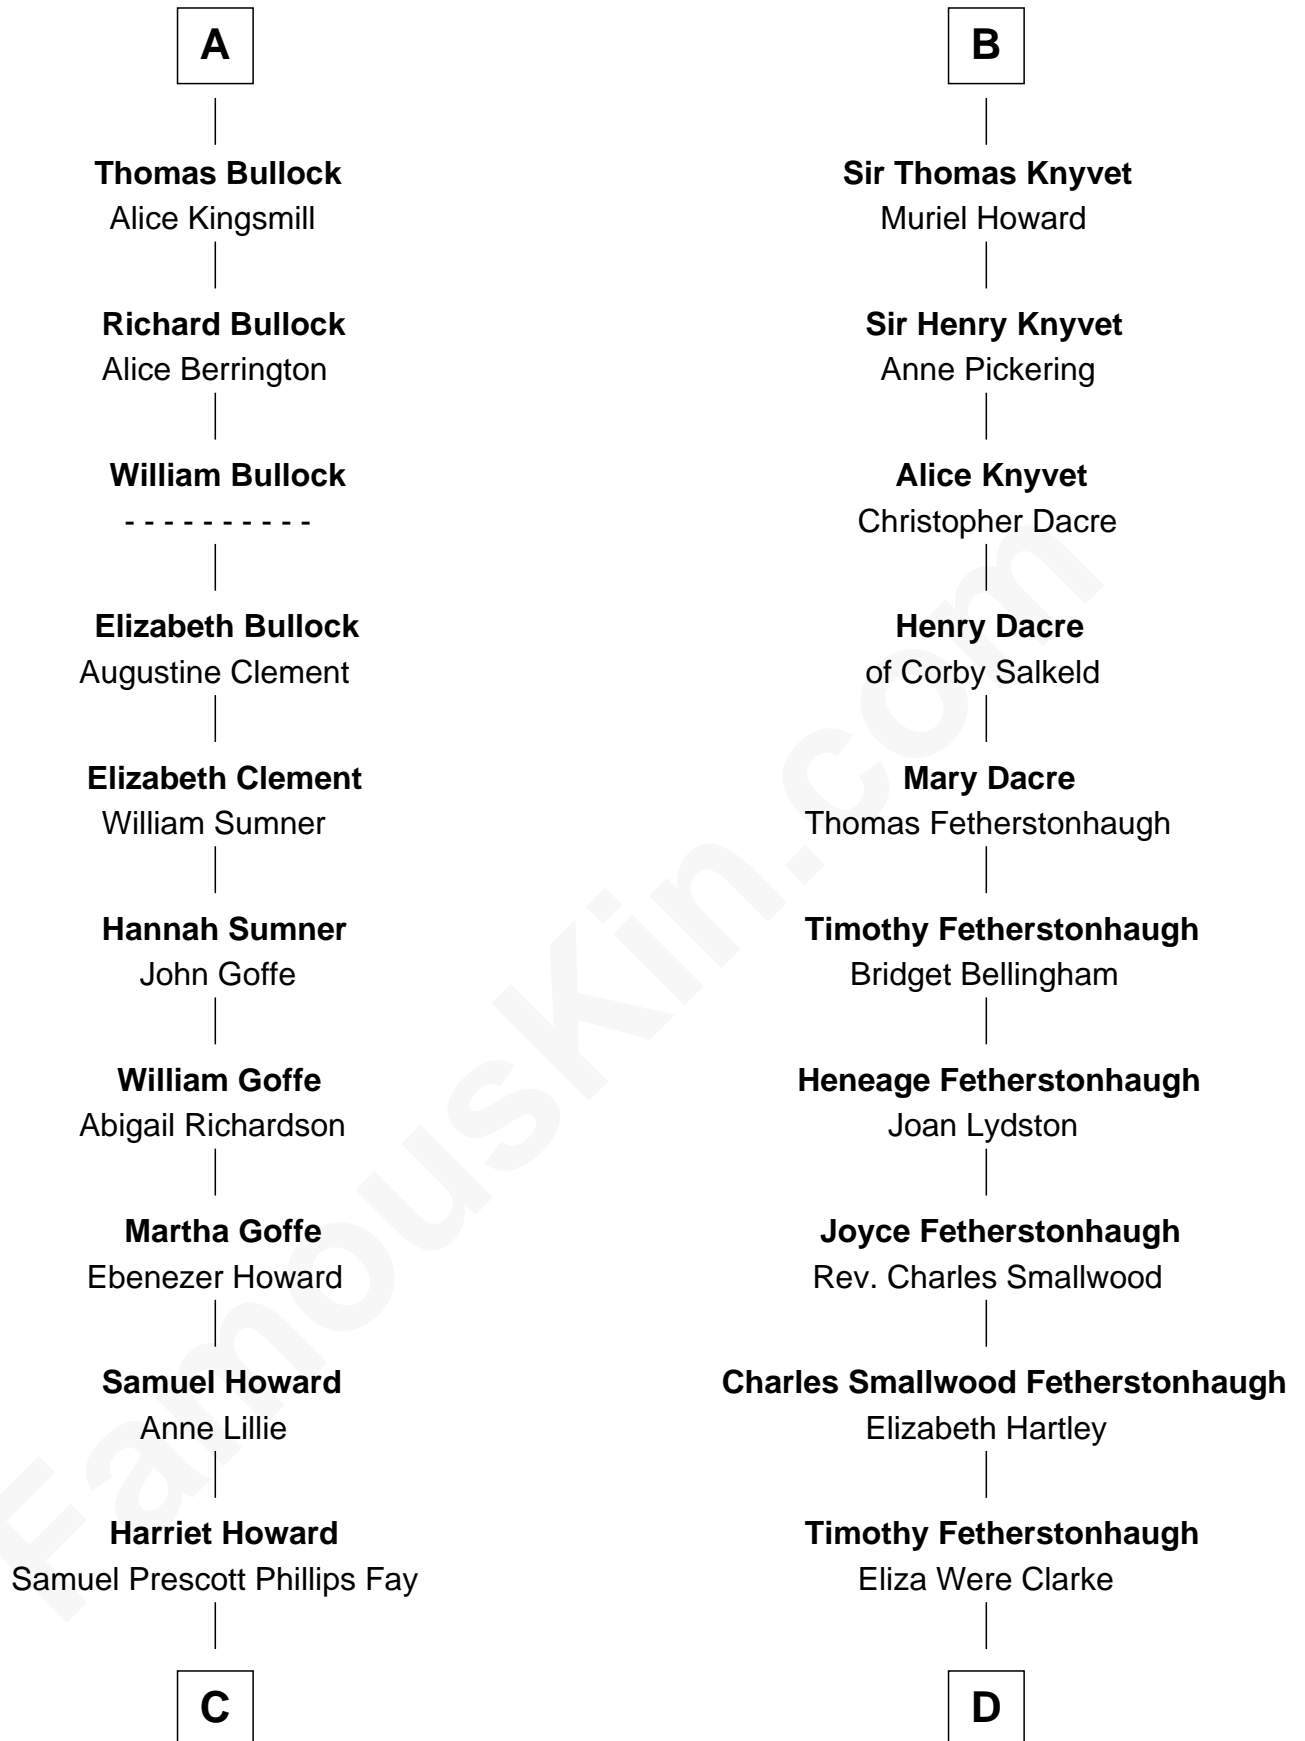 A
Thomas Bullock
Alice Kingsmill
Richard Bullock
Alice Berrington
William Bullock
- - - - - - - - - -
Elizabeth Bullock
Augustine Clement
Elizabeth Clement
William Sumner
Hannah Sumner
John Goffe
William Goffe
Abigail Richardson
Martha Goffe
Ebenezer Howard
Samuel Howard
Anne Lillie
Harriet Howard
Samuel Prescott Phillips Fay
C
B
Sir Thomas Knyvet
Muriel Howard
Sir Henry Knyvet
Anne Pickering
Alice Knyvet
Christopher Dacre
Henry Dacre
of Corby Salkeld
Mary Dacre
Thomas Fetherstonhaugh
Timothy Fetherstonhaugh
Bridget Bellingham
Heneage Fetherstonhaugh
Joan Lydston
Joyce Fetherstonhaugh
Rev. Charles Smallwood
Charles Smallwood Fetherstonhaugh
Elizabeth Hartley
Timothy Fetherstonhaugh
Eliza Were Clarke
D
FamousKin.com